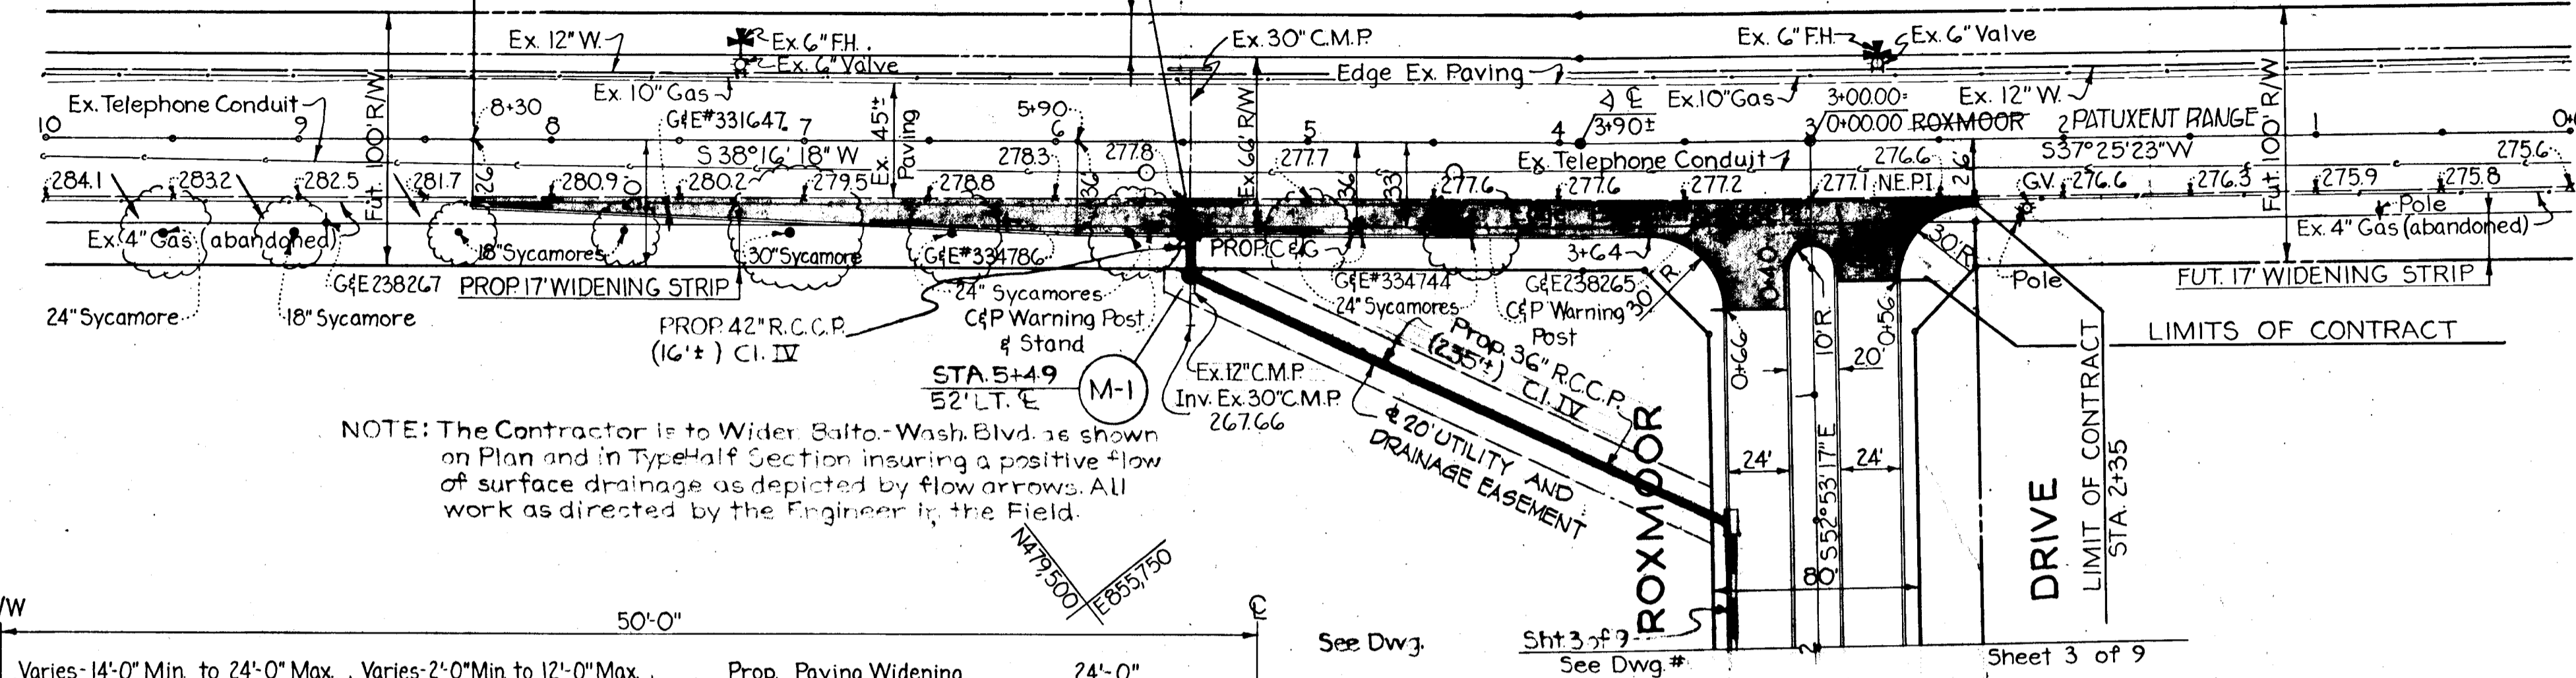 Ex. 12" W.
Ex. 6" F.H.
Ex. 6" Valve
Ex. 30" C.M.P.
Ex. 6" F.H.
Ex. 6" Valve
Edge Ex. Paving
Ex. Telephone Conduit
Ex. 10" Gas
8+30
G&E#331647
Ex. 45'±
Paving
5+90
Ex 66' R/W
℄
3+90±
Ex. 10" Gas
3+00.00=
0+00.00 ROXMOOR
Ex. 12" W.
PATUXENT RANGE
Fut. 100' R/W
Fut 100' R/W
10
9
8
7
6
5
4
3
2
1
S 38°16' 18" W
Ex. Telephone Conduit
S37°25'23"W
284.1
283.2
282.5
281.7
280.9
280.2
279.5
278.8
278.3
277.8
277.7
277.6
277.6
277.2
277.1
276.6
N.E.P.I.
G.V.
276.6
276.3
275.9
275.8
275.6
26'
50'
36'
36'
33'
26'
Ex. 4" Gas (abandoned)
18" Sycamores
30" Sycamore
G&E#334786
PROP. C & G
3+64
30' R
Pole
Ex. 4" Gas (abandoned)
G&E238267
PROP. 17' WIDENING STRIP
24" Sycamores
G&E#334744
G&E238265
30' R
0+40
Pole
FUT. 17' WIDENING STRIP
24" Sycamore
18" Sycamore
PROP. 42" R.C.C.P.
(16'±) Cl. IV
C&P Warning Post
& Stand
24" Sycamores
C&P Warning
Post
Prop. 36" R.C.C.P.
(235'±) Cl. IV
0+66
10' R.
0+56
20'
LIMITS OF CONTRACT
STA. 5+49
52' LT. ℄
M-1
Ex. 12" C.M.P.
Inv. Ex. 30" C.M.P.
267.66
℄ 20' UTILITY AND
DRAINAGE EASEMENT
NOTE: The Contractor is to Widen Balto.-Wash. Blvd. as shown
on Plan and in Type Half Section insuring a positive flow
of surface drainage as depicted by flow arrows. All
work as directed by the Engineer in the Field.
ROXMOOR
24'
S52°53'17"E
24'
80'
DRIVE
LIMIT OF CONTRACT
STA. 2+35
N479,500
E855,750
/W
50'-0"
℄
See Dwg.
Sht. 3 of 9
See Dwg. #
2
Sheet 3 of 9
Varies-14'-0" Min. to 24'-0" Max.
Varies-2'-0" Min to 12'-0" Max.
Prop. Paving Widening
24'-0"